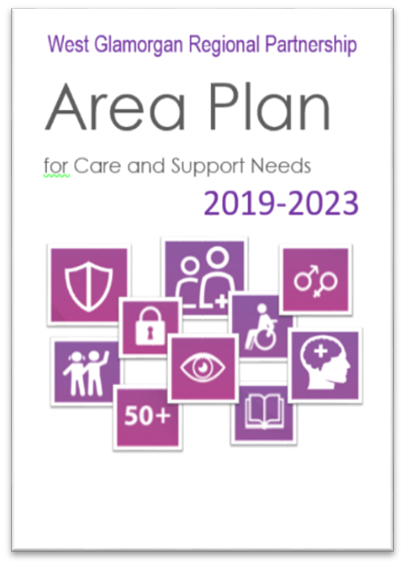 West Glamorgan Regional Partnership
Area Plan
for Care and Support Needs
2019-2023
50+